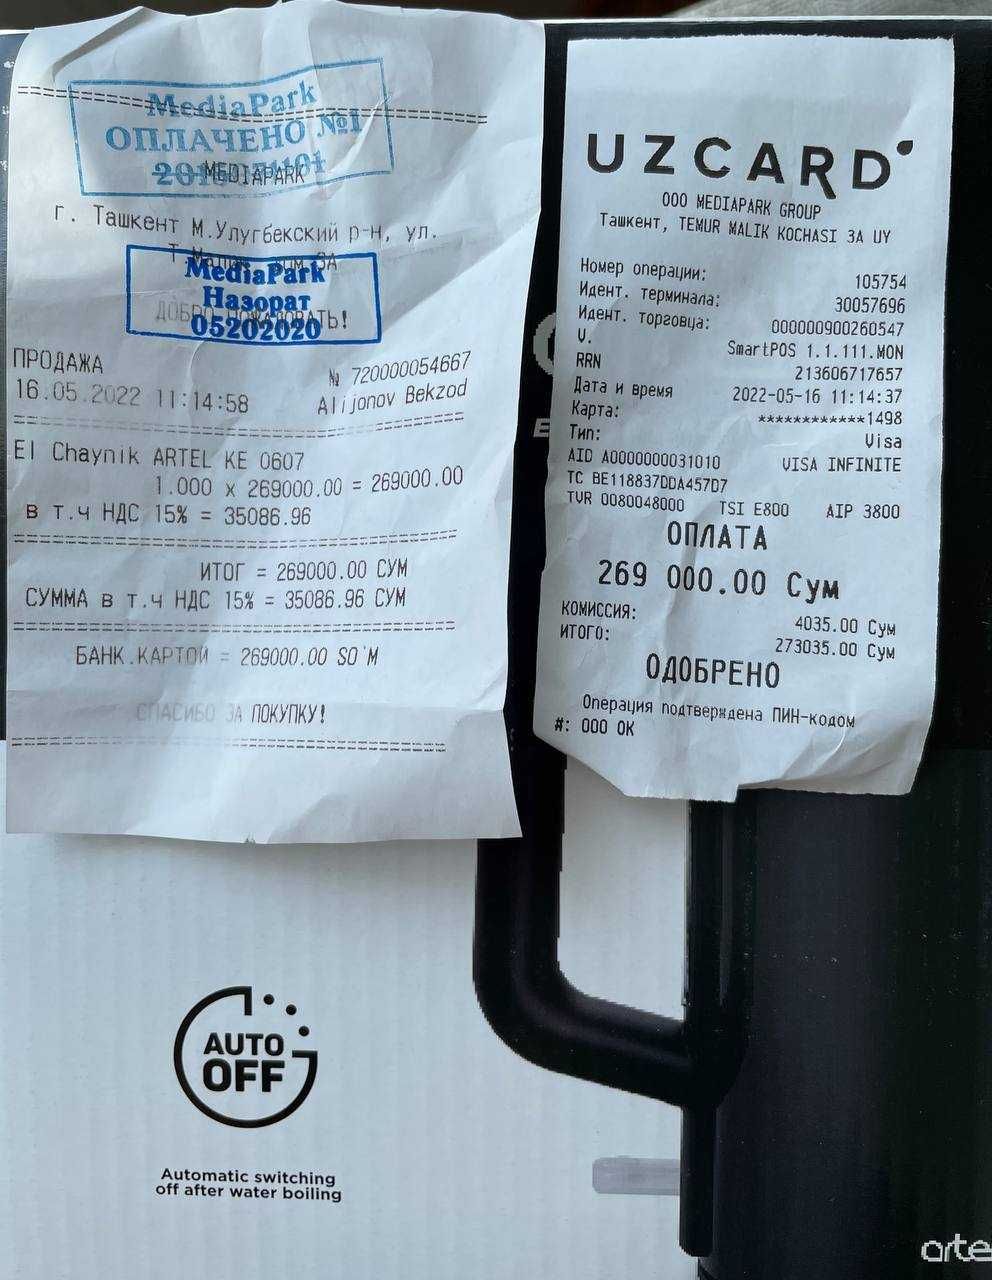 MediaPark
ОПЛАЧЕНО №1
MEDIAPARK
г. Ташкент М.Улугбекский р-н, ул.
3А
MediaPark
Назорат
05202020
ДОБРО ПОЖАЛОВАТЬ!
ПРОДАЖА № 720000054667
16.05.2022 11:14:58 Alijonov Bekzod
El Chaynik ARTEL KE 0607
1.000 x 269000.00 = 269000.00
в т.ч НДС 15% = 35086.96
ИТОГ = 269000.00 СУМ
СУММА в т.ч НДС 15% = 35086.96 СУМ
БАНК.КАРТОЙ = 269000.00 SO'M
СПАСИБО ЗА ПОКУПКУ!
UZCARD
ООО MEDIAPARK GROUP
Ташкент, TEMUR MALIK KOCHASI 3A UY
Номер операции: 105754
Идент. терминала: 30057696
Идент. торговца: 000000900260547
V. SmartPOS 1.1.111.MON
RRN 213606717657
Дата и время 2022-05-16 11:14:37
Карта: ************1498
Тип: Visa
AID A0000000031010 VISA INFINITE
TC BE118837DDA457D7
TVR 0080048000 TSI E800 AIP 3800
ОПЛАТА
269 000.00 Сум
КОМИССИЯ: 4035.00 Сум
ИТОГО: 273035.00 Сум
ОДОБРЕНО
Операция подтверждена ПИН-кодом
#: 000 OK
AUTO
OFF
Automatic switching
off after water boiling
arte